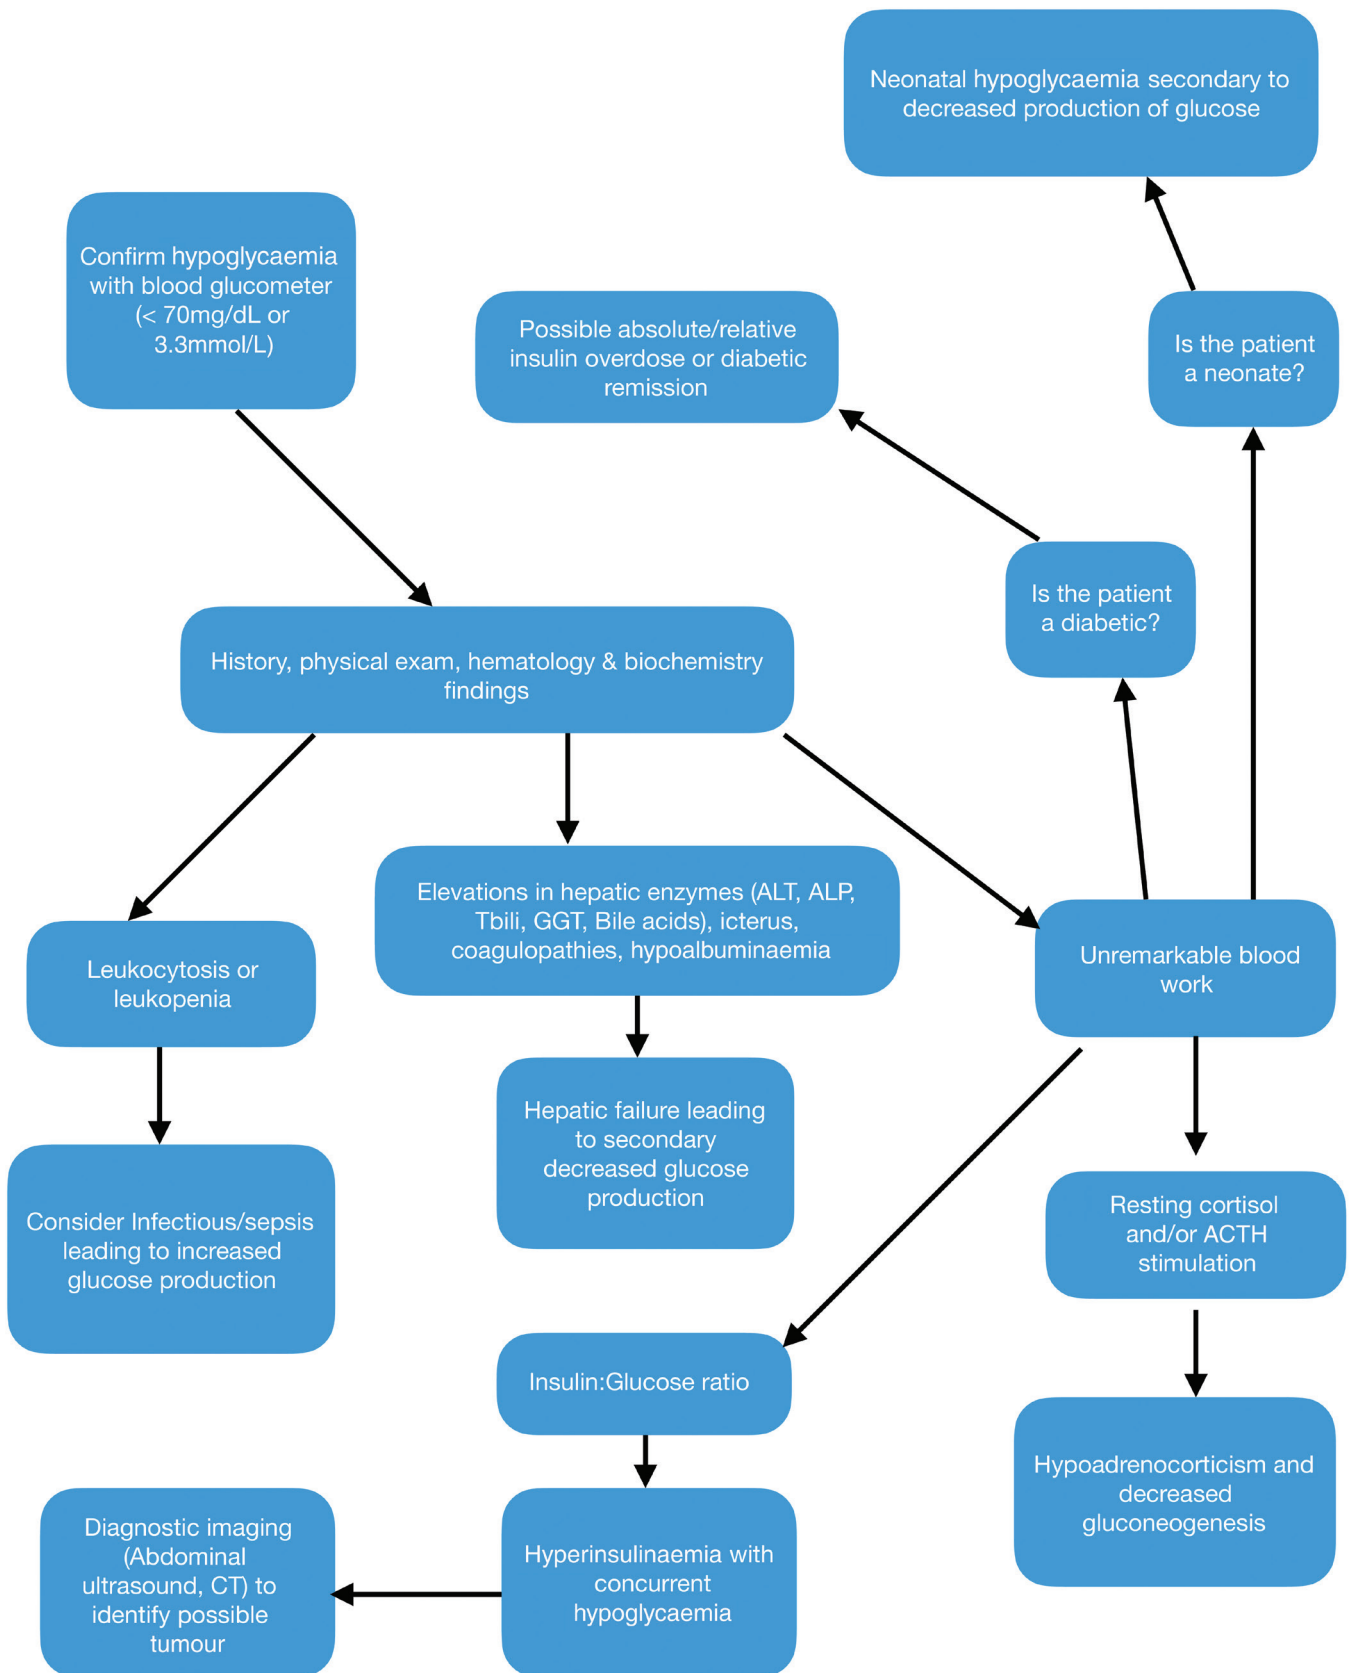 Neonatal hypoglycaemia secondary to
decreased production of glucose
Confirm hypoglycaemia
with blood glucometer
(< 70mg/dL or
3.3mmol/L)
Possible absolute/relative
insulin overdose or diabetic
remission
Is the patient
a neonate?
Is the patient
a diabetic?
History, physical exam, hematology & biochemistry
findings
Elevations in hepatic enzymes (ALT, ALP,
Tbili, GGT, Bile acids), icterus,
coagulopathies, hypoalbuminaemia
Leukocytosis or
leukopenia
Unremarkable blood
work
Hepatic failure leading
to secondary
decreased glucose
production
Consider Infectious/sepsis
leading to increased
glucose production
Resting cortisol
and/or ACTH
stimulation
Insulin:Glucose ratio
Hypoadrenocorticism and
decreased
gluconeogenesis
Diagnostic imaging
(Abdominal
ultrasound, CT) to
identify possible
tumour
Hyperinsulinaemia with
concurrent
hypoglycaemia